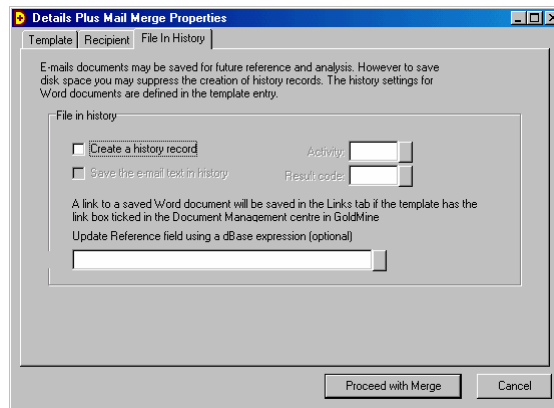 Details Plus Mail Merge Properties
Template Recipient File In History
E-mails documents may be saved for future reference and analysis. However to save
disk space you may suppress the creation of history records. The history settings for
Word documents are defined in the template entry.
File in history
Create a history record Activity:
Save the e-mail text in history Result code:
A link to a saved Word document will be saved in the Links tab if the template has the
link box ticked in the Document Management centre in GoldMine
Update Reference field using a dBase expression (optional)
Proceed with Merge Cancel